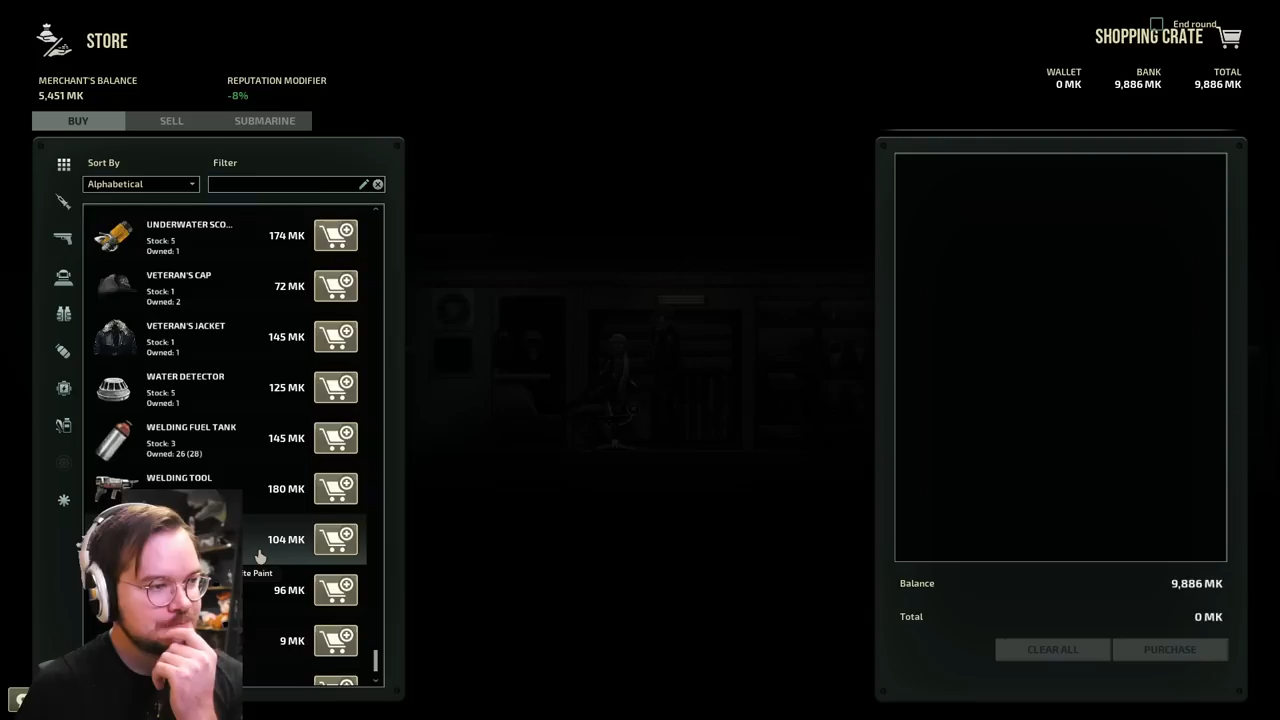 STORE
End round
SHOPPING CRATE
MERCHANT'S BALANCE
5,451 MK
REPUTATION MODIFIER
-8%
WALLET
0 MK
BANK
9,886 MK
TOTAL
9,886 MK
BUY
SELL
SUBMARINE
Sort By
Filter
Alphabetical
UNDERWATER SCO...
Stock: 5
Owned: 1
174 MK
VETERAN'S CAP
Stock: 1
Owned: 2
72 MK
VETERAN'S JACKET
Stock: 1
Owned: 1
145 MK
WATER DETECTOR
Stock: 5
Owned: 1
125 MK
WELDING FUEL TANK
Stock: 3
Owned: 26 (28)
145 MK
WELDING TOOL
180 MK
104 MK
te Paint
96 MK
9 MK
Balance
9,886 MK
Total
0 MK
CLEAR ALL
PURCHASE